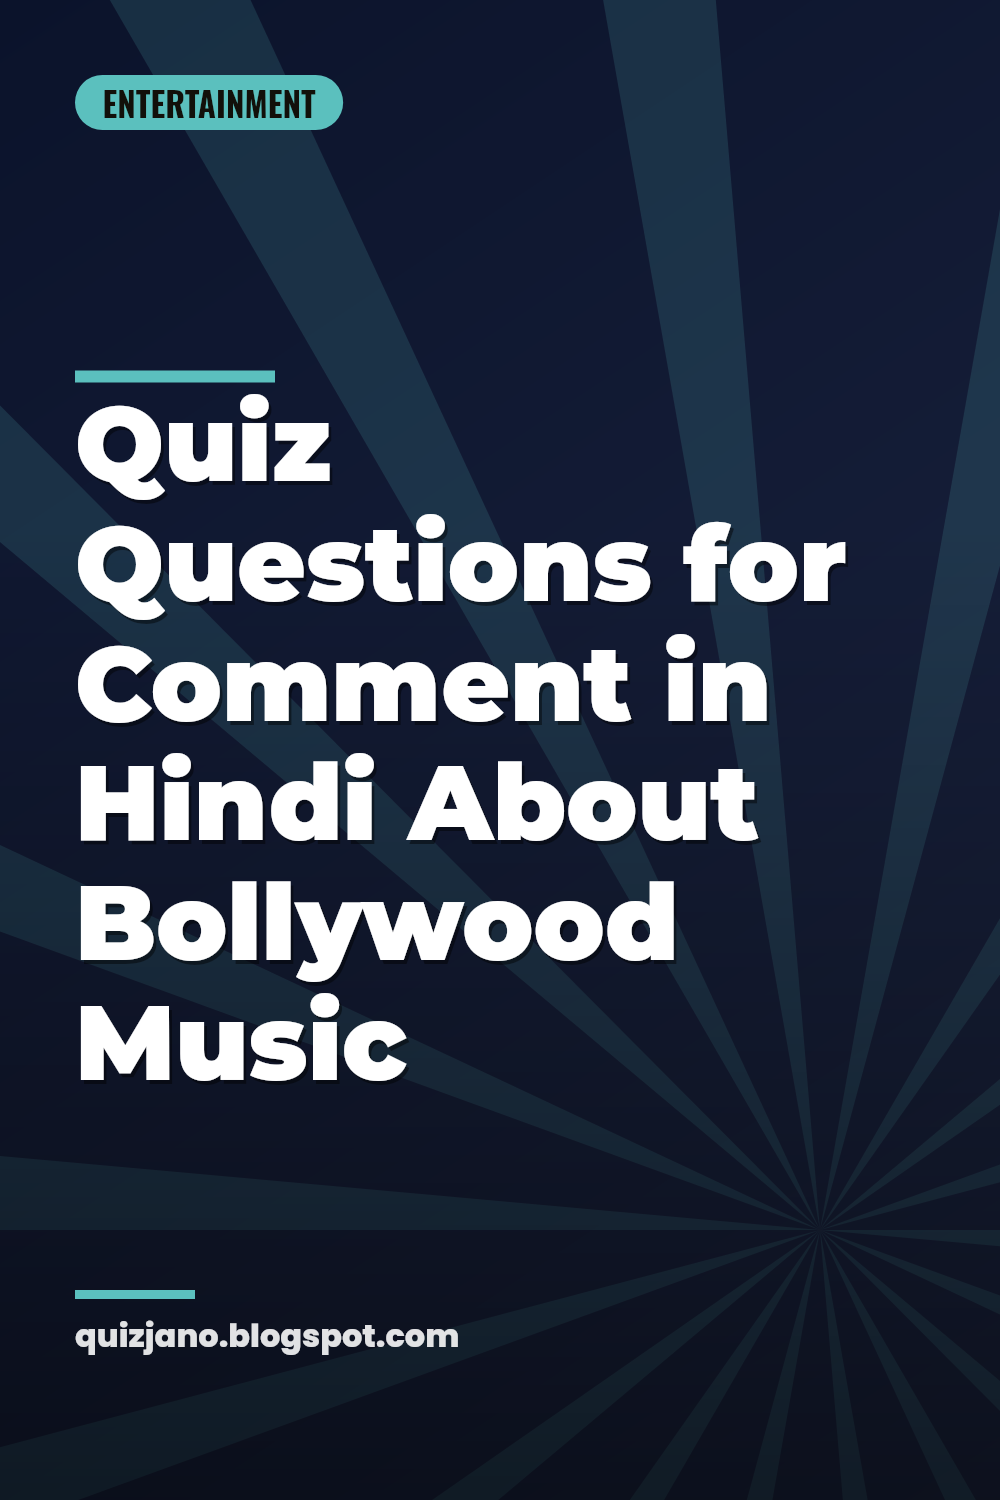 ENTERTAINMENT
Quiz
Questions for
Comment in
Hindi About
Bollywood
Music
quizjano.blogspot.com